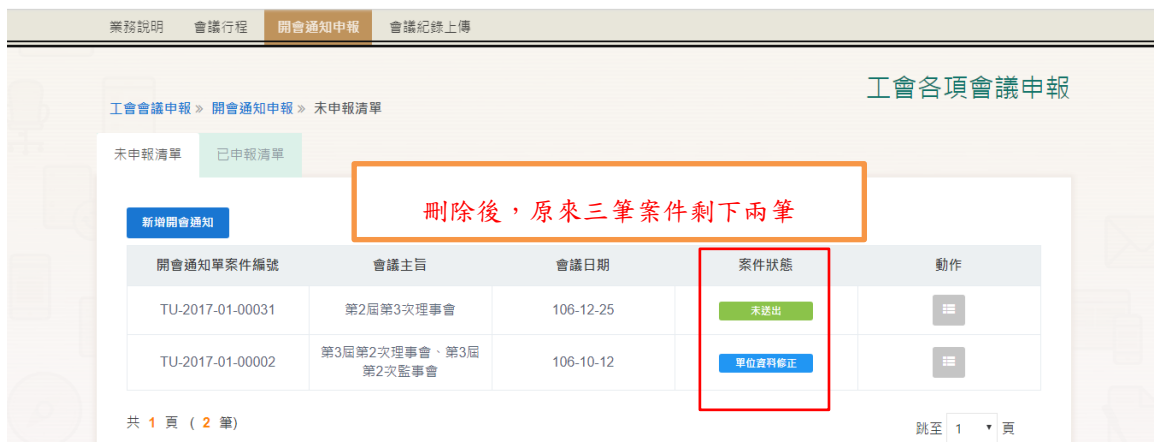 業務說明 會議行程 開會通知申報 會議紀錄上傳
工會各項會議申報
工會會議申報» 開會通知申報» 未申報清單
未申報清單 已申報清單
刪除後，原來三筆案件剩下兩筆
新增開會通知
開會通知單案件編號 會議主旨 會議日期 案件狀態 動作
TU-2017-01-00031 第2屆第3次理事會 106-12-25 未送出
TU-2017-01-00002 第3屆第2次理事會、第3屆第2次監事會 106-10-12 單位資料修正
共 1 頁 ( 2 筆) 跳至 1 頁